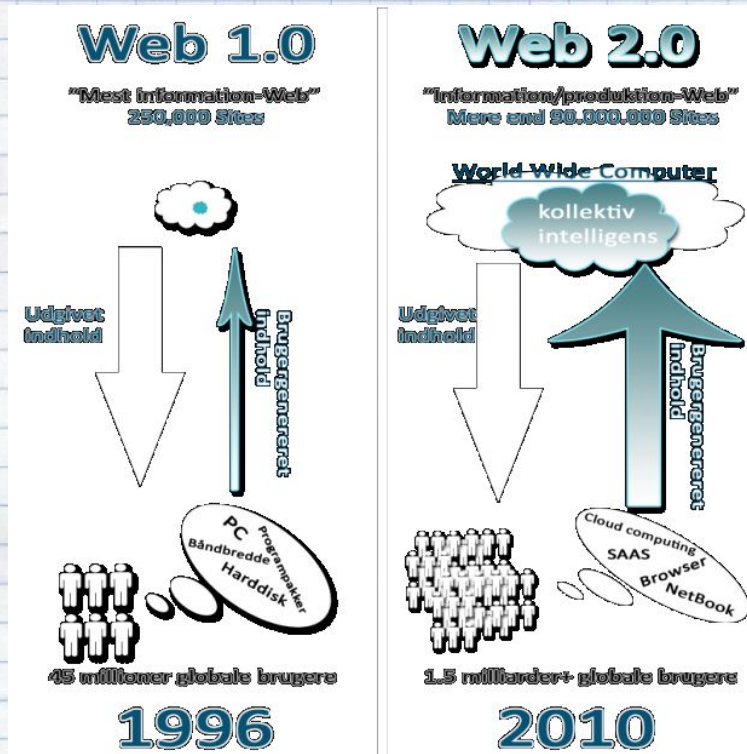 Web 1.0
"Mest information-Web"
250,000 Sites
Udgivet
indhold
Brugergenereret
indhold
PC
Programpakker
Båndbredde
Harddisk
45 millioner globale brugere
1996
Web 2.0
"Information/produktion-Web"
Mere end 90.000.000 Sites
World Wide Computer
kollektiv
intelligens
Udgivet
indhold
Brugergenereret
indhold
Cloud computing
SAAS
Browser
NetBook
1.5 milliarder+ globale brugere
2010